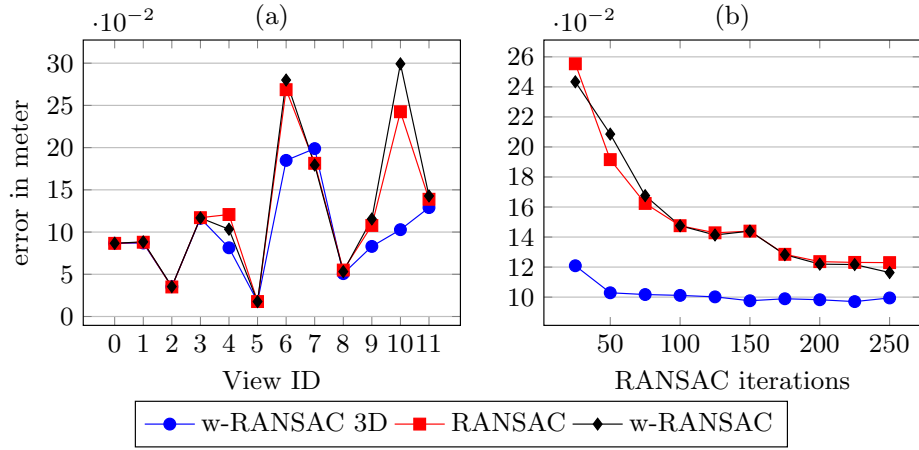 (a)
·10⁻²
error in meter
30
25
20
15
10
5
0
0 1 2 3 4 5 6 7 8 9 10 11
View ID
(b)
·10⁻²
26
24
22
20
18
16
14
12
10
50 100 150 200 250
RANSAC iterations
w-RANSAC 3D RANSAC w-RANSAC